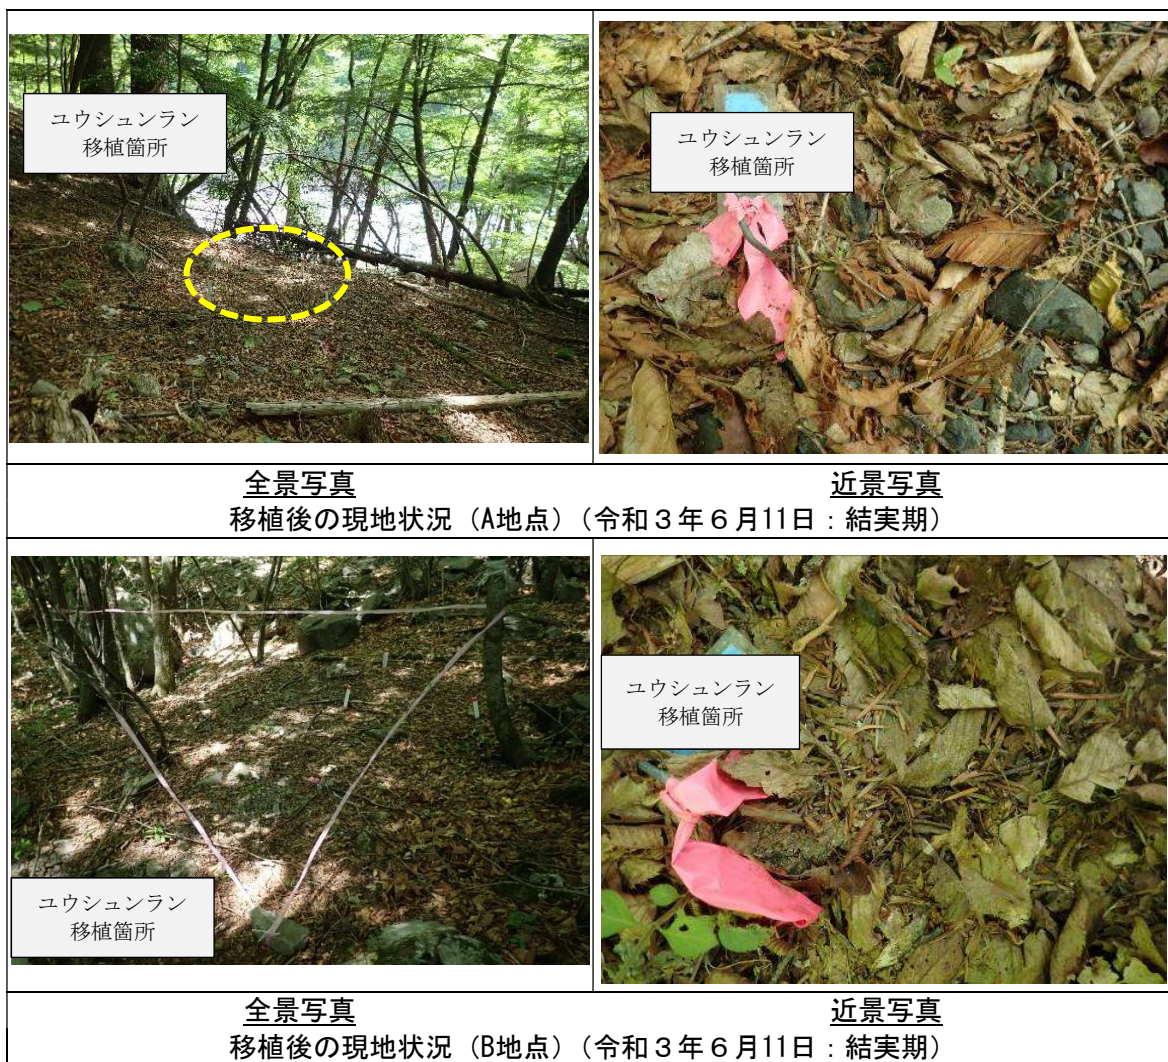 ユウシュンラン
移植箇所
ユウシュンラン
移植箇所
全景写真
近景写真
移植後の現地状況（A地点）（令和３年６月11日：結実期）
ユウシュンラン
移植箇所
ユウシュンラン
移植箇所
全景写真
近景写真
移植後の現地状況（B地点）（令和３年６月11日：結実期）